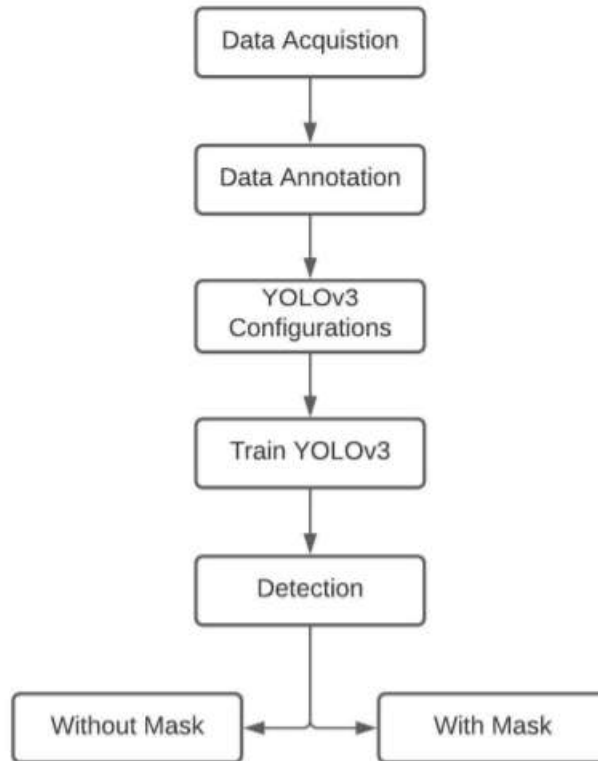 Data Acquistion
Data Annotation
YOLOv3
Configurations
Train YOLOv3
Detection
Without Mask
With Mask